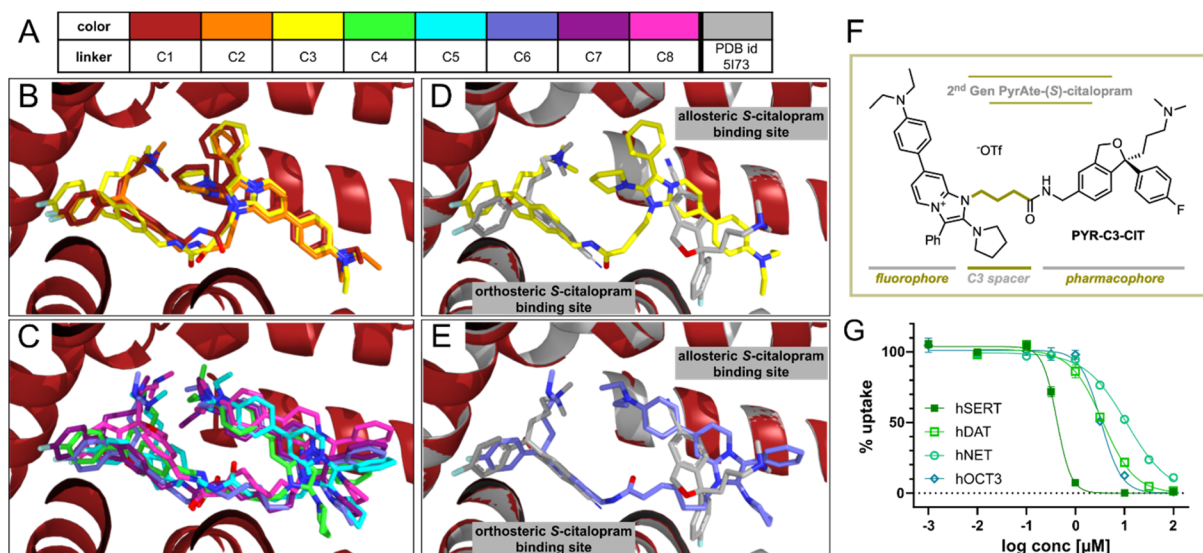 A
color
linker C1 C2 C3 C4 C5 C6 C7 C8 PDB id
5I73
B
C
D
allosteric S-citalopram
binding site
orthosteric S-citalopram
binding site
E
allosteric S-citalopram
binding site
orthosteric S-citalopram
binding site
F
2nd Gen PyrAte-(S)-citalopram
N
N
-OTf
O
H
N
N
N+
O
F
Ph
N
PYR-C3-CIT
fluorophore C3 spacer pharmacophore
G
% uptake
100
50
0
hSERT
hDAT
hNET
hOCT3
-3 -2 -1 0 1 2
log conc [µM]